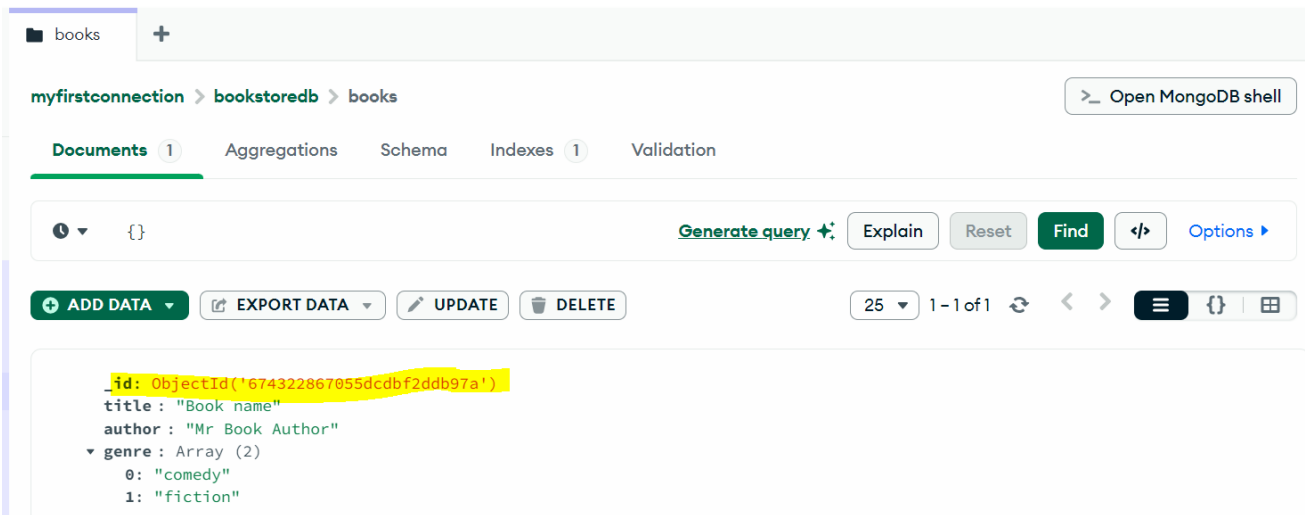 books
myfirstconnection > bookstoredb > books
>_ Open MongoDB shell
Documents 1 Aggregations Schema Indexes 1 Validation
{} Generate query Explain Reset Find </> Options
ADD DATA EXPORT DATA UPDATE DELETE 25 1 – 1 of 1 {}
_id: ObjectId('674322867055dcdbf2ddb97a')
title : "Book name"
author : "Mr Book Author"
genre : Array (2)
0: "comedy"
1: "fiction"